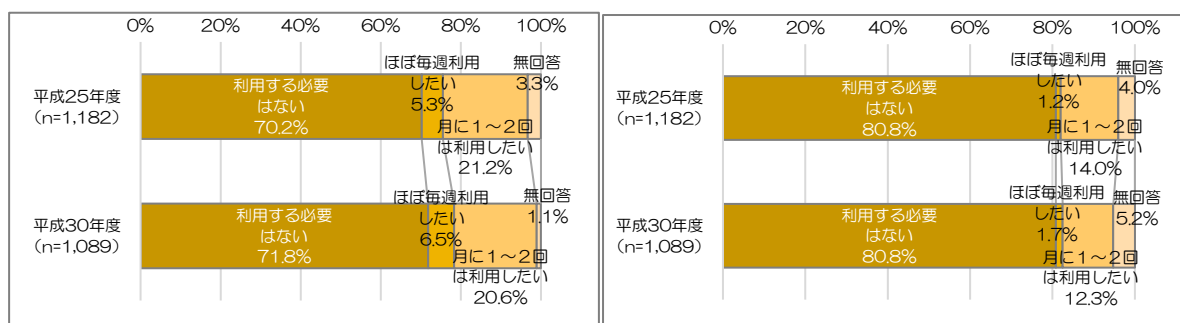 0%
20%
40%
60%
80%
100%
平成25年度
（n=1,182）
利用する必要
はない
70.2%
ほぼ毎週利用
したい
5.3%
月に１～２回
は利用したい
21.2%
無回答
3.3%
平成30年度
（n=1,089）
利用する必要
はない
71.8%
ほぼ毎週利用
したい
6.5%
月に１～２回
は利用したい
20.6%
無回答
1.1%
0%
20%
40%
60%
80%
100%
平成25年度
（n=1,182）
利用する必要
はない
80.8%
ほぼ毎週利用
したい
1.2%
月に１～２回
は利用したい
14.0%
無回答
4.0%
平成30年度
（n=1,089）
利用する必要
はない
80.8%
ほぼ毎週利用
したい
1.7%
月に１～２回
は利用したい
12.3%
無回答
5.2%